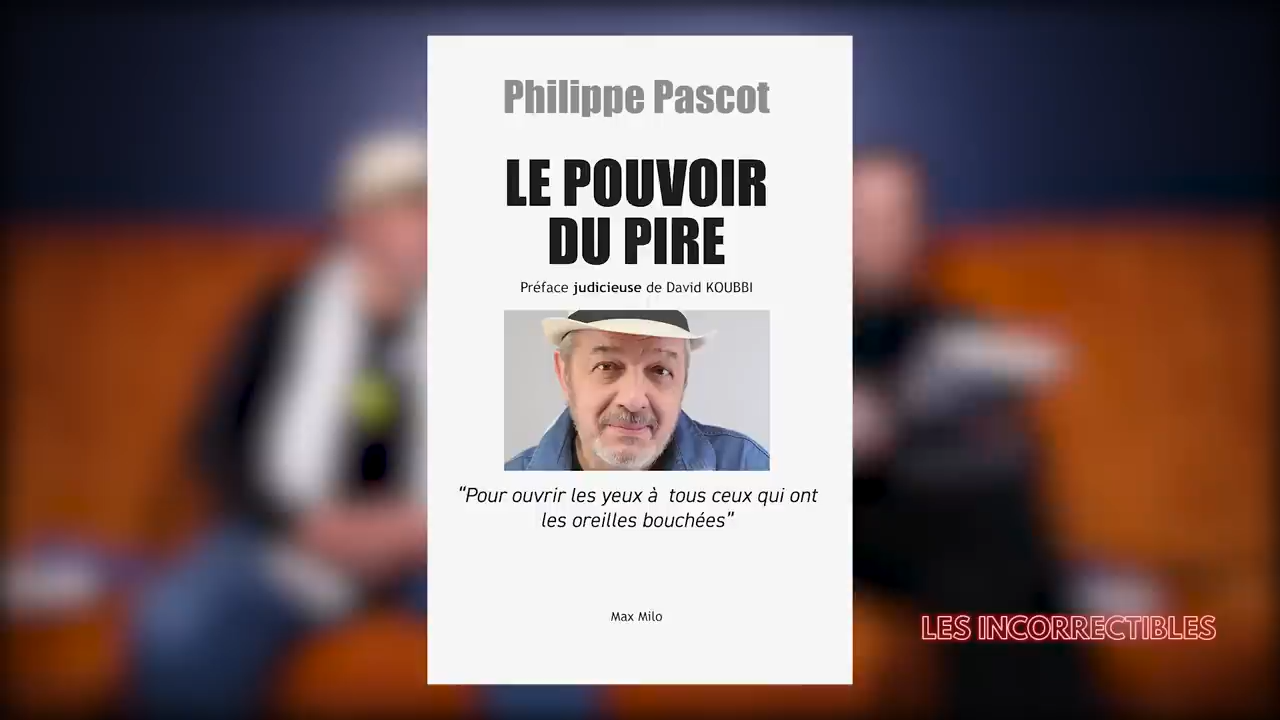 Philippe Pascot
LE POUVOIR
DU PIRE
Préface judicieuse de David KOUBBI
“Pour ouvrir les yeux à tous ceux qui ont
les oreilles bouchées”
Max Milo
LES INCORRECTIBLES